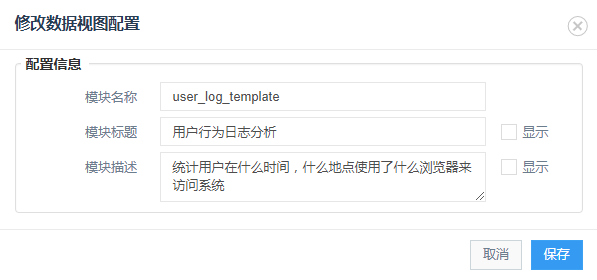 修改数据视图配置
配置信息
模块名称 user_log_template
模块标题 用户行为日志分析 显示
模块描述 统计用户在什么时间，什么地点使用了什么浏览器来 显示
访问系统
取消 保存